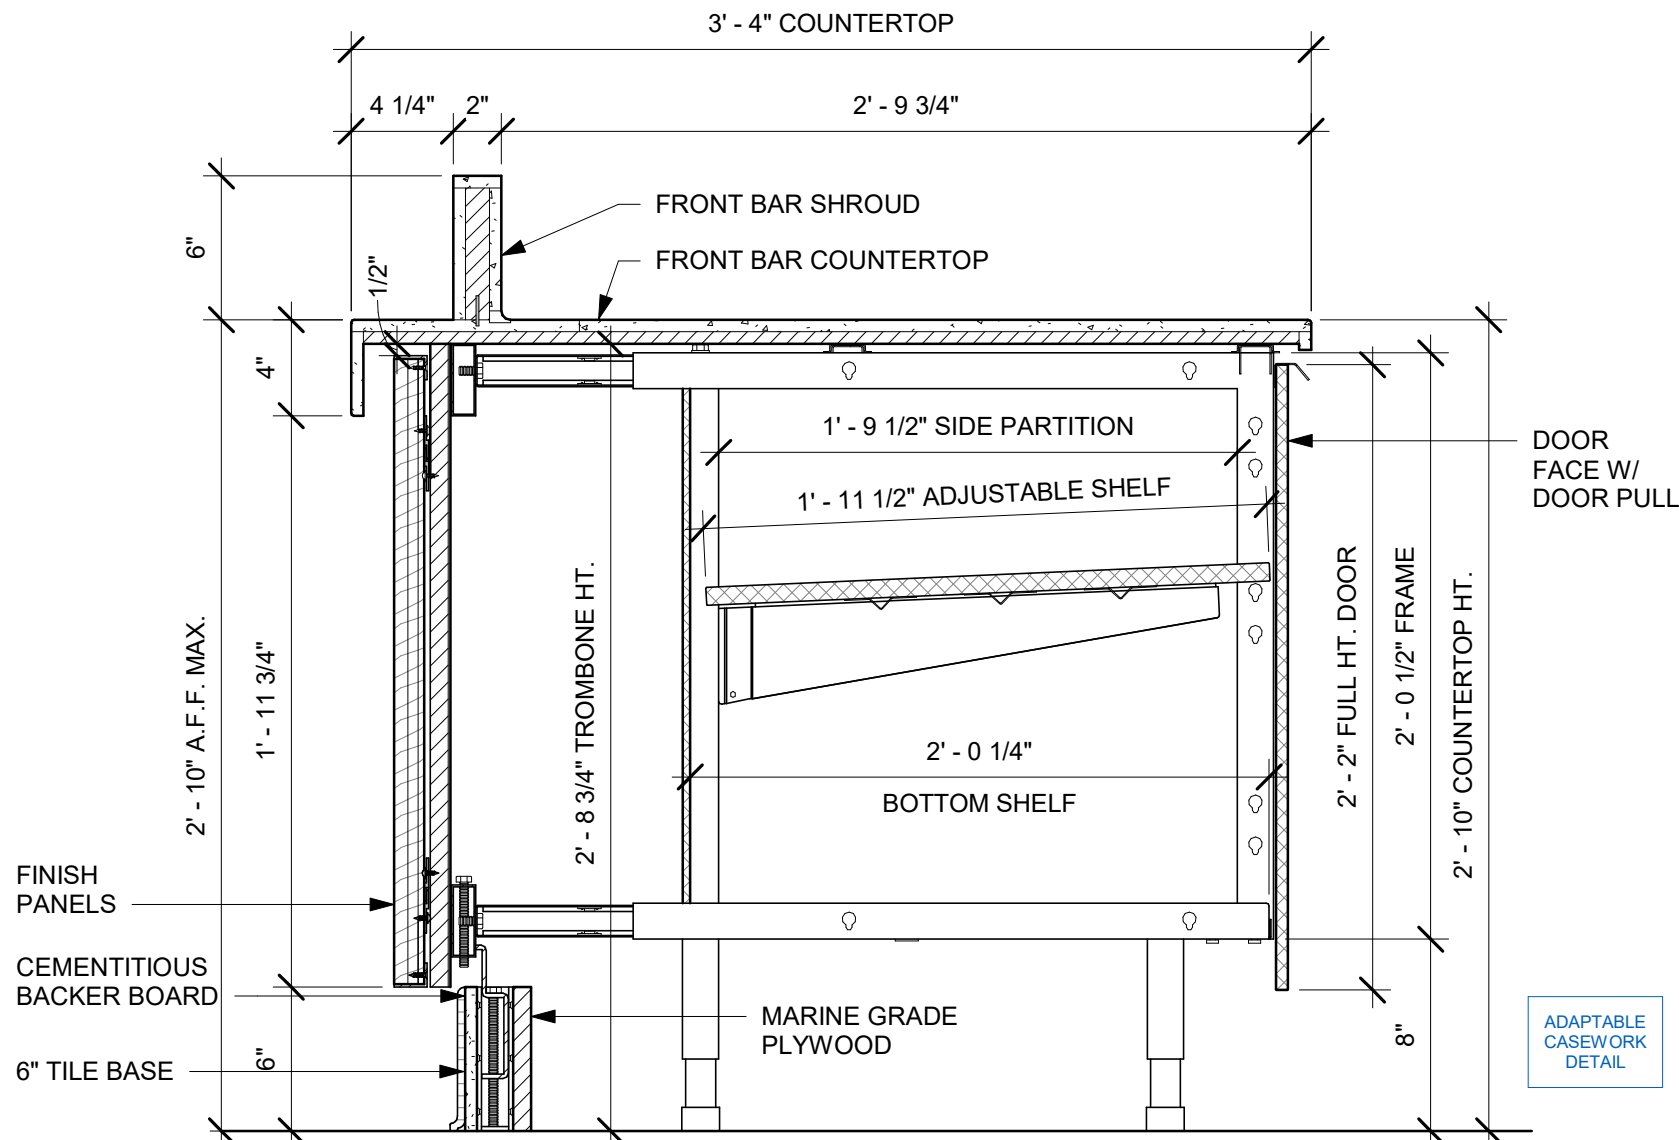 3' - 4" COUNTERTOP
4 1/4"
2"
2' - 9 3/4"
6"
FRONT BAR SHROUD
FRONT BAR COUNTERTOP
1/2"
4"
1' - 9 1/2" SIDE PARTITION
1' - 11 1/2" ADJUSTABLE SHELF
DOOR
FACE W/
DOOR PULL
2' - 10" A.F.F. MAX.
1' - 11 3/4"
2' - 8 3/4" TROMBONE HT.
2' - 2" FULL HT. DOOR
2' - 0 1/2" FRAME
2' - 10" COUNTERTOP HT.
2' - 0 1/4"
BOTTOM SHELF
FINISH
PANELS
CEMENTITIOUS
BACKER BOARD
6" TILE BASE
6"
MARINE GRADE
PLYWOOD
8"
ADAPTABLE
CASEWORK
DETAIL